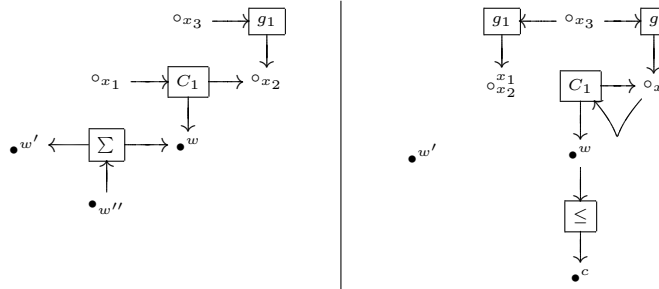 x₃ g₁
x₁ C₁ x₂
w
w′ Σ
w″
g₁ x₃ g
x₁
x₂ C₁ x
w
w′
≤
c